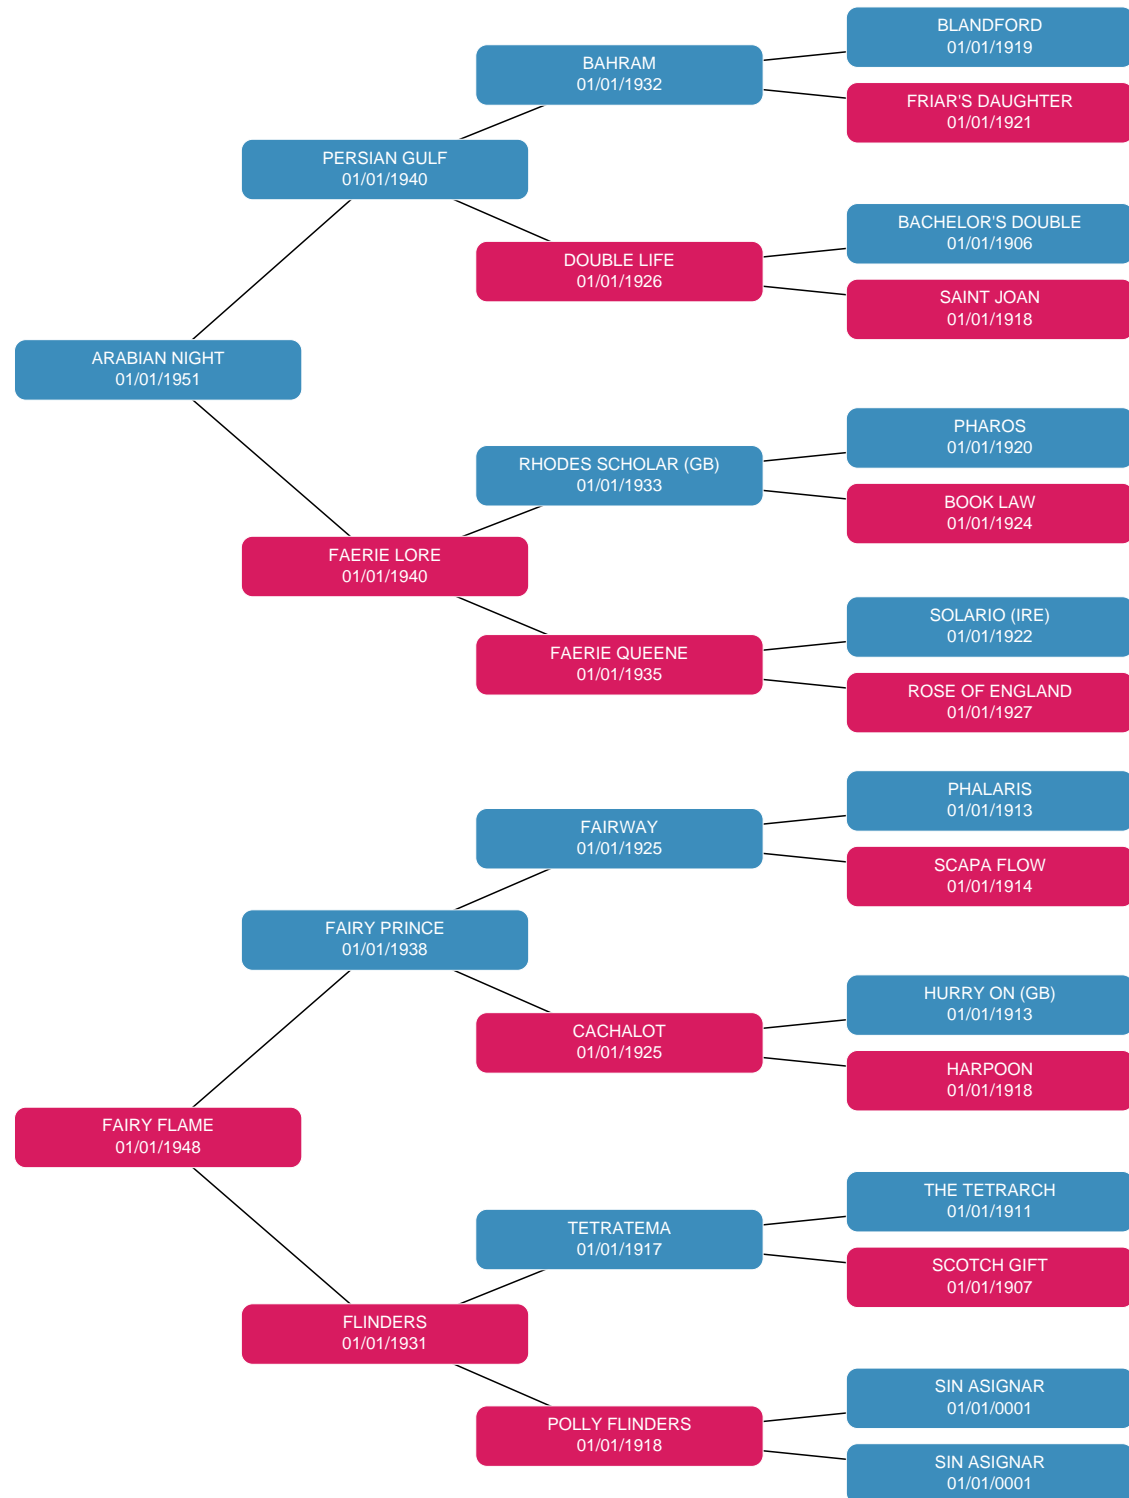 BLANDFORD
01/01/1919
BAHRAM
01/01/1932
FRIAR'S DAUGHTER
01/01/1921
PERSIAN GULF
01/01/1940
BACHELOR'S DOUBLE
01/01/1906
DOUBLE LIFE
01/01/1926
SAINT JOAN
01/01/1918
ARABIAN NIGHT
01/01/1951
PHAROS
01/01/1920
RHODES SCHOLAR (GB)
01/01/1933
BOOK LAW
01/01/1924
FAERIE LORE
01/01/1940
SOLARIO (IRE)
01/01/1922
FAERIE QUEENE
01/01/1935
ROSE OF ENGLAND
01/01/1927
PHALARIS
01/01/1913
FAIRWAY
01/01/1925
SCAPA FLOW
01/01/1914
FAIRY PRINCE
01/01/1938
HURRY ON (GB)
01/01/1913
CACHALOT
01/01/1925
HARPOON
01/01/1918
FAIRY FLAME
01/01/1948
THE TETRARCH
01/01/1911
TETRATEMA
01/01/1917
SCOTCH GIFT
01/01/1907
FLINDERS
01/01/1931
SIN ASIGNAR
01/01/0001
POLLY FLINDERS
01/01/1918
SIN ASIGNAR
01/01/0001